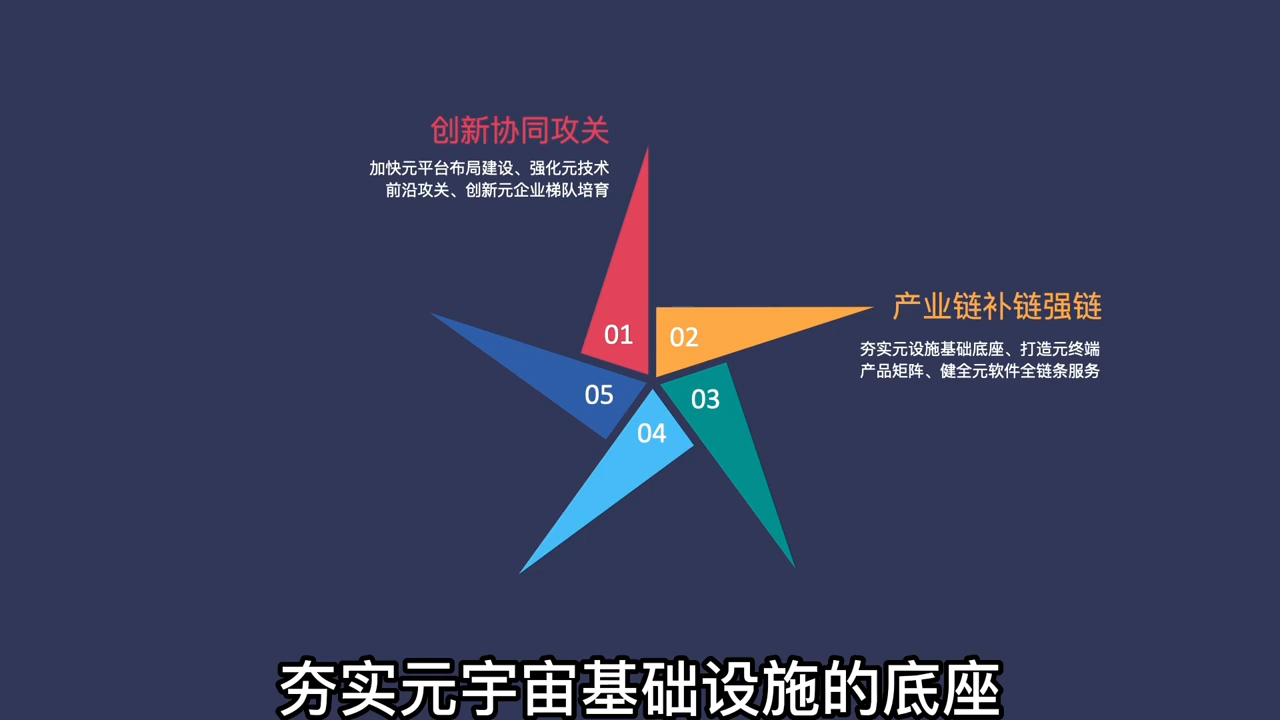 创新协同攻关
加快元平台布局建设、强化元技术
前沿攻关、创新元企业梯队培育
产业链补链强链
夯实元设施基础底座、打造元终端
产品矩阵、健全元软件全链条服务
01
02
03
04
05
夯实元宇宙基础设施的底座